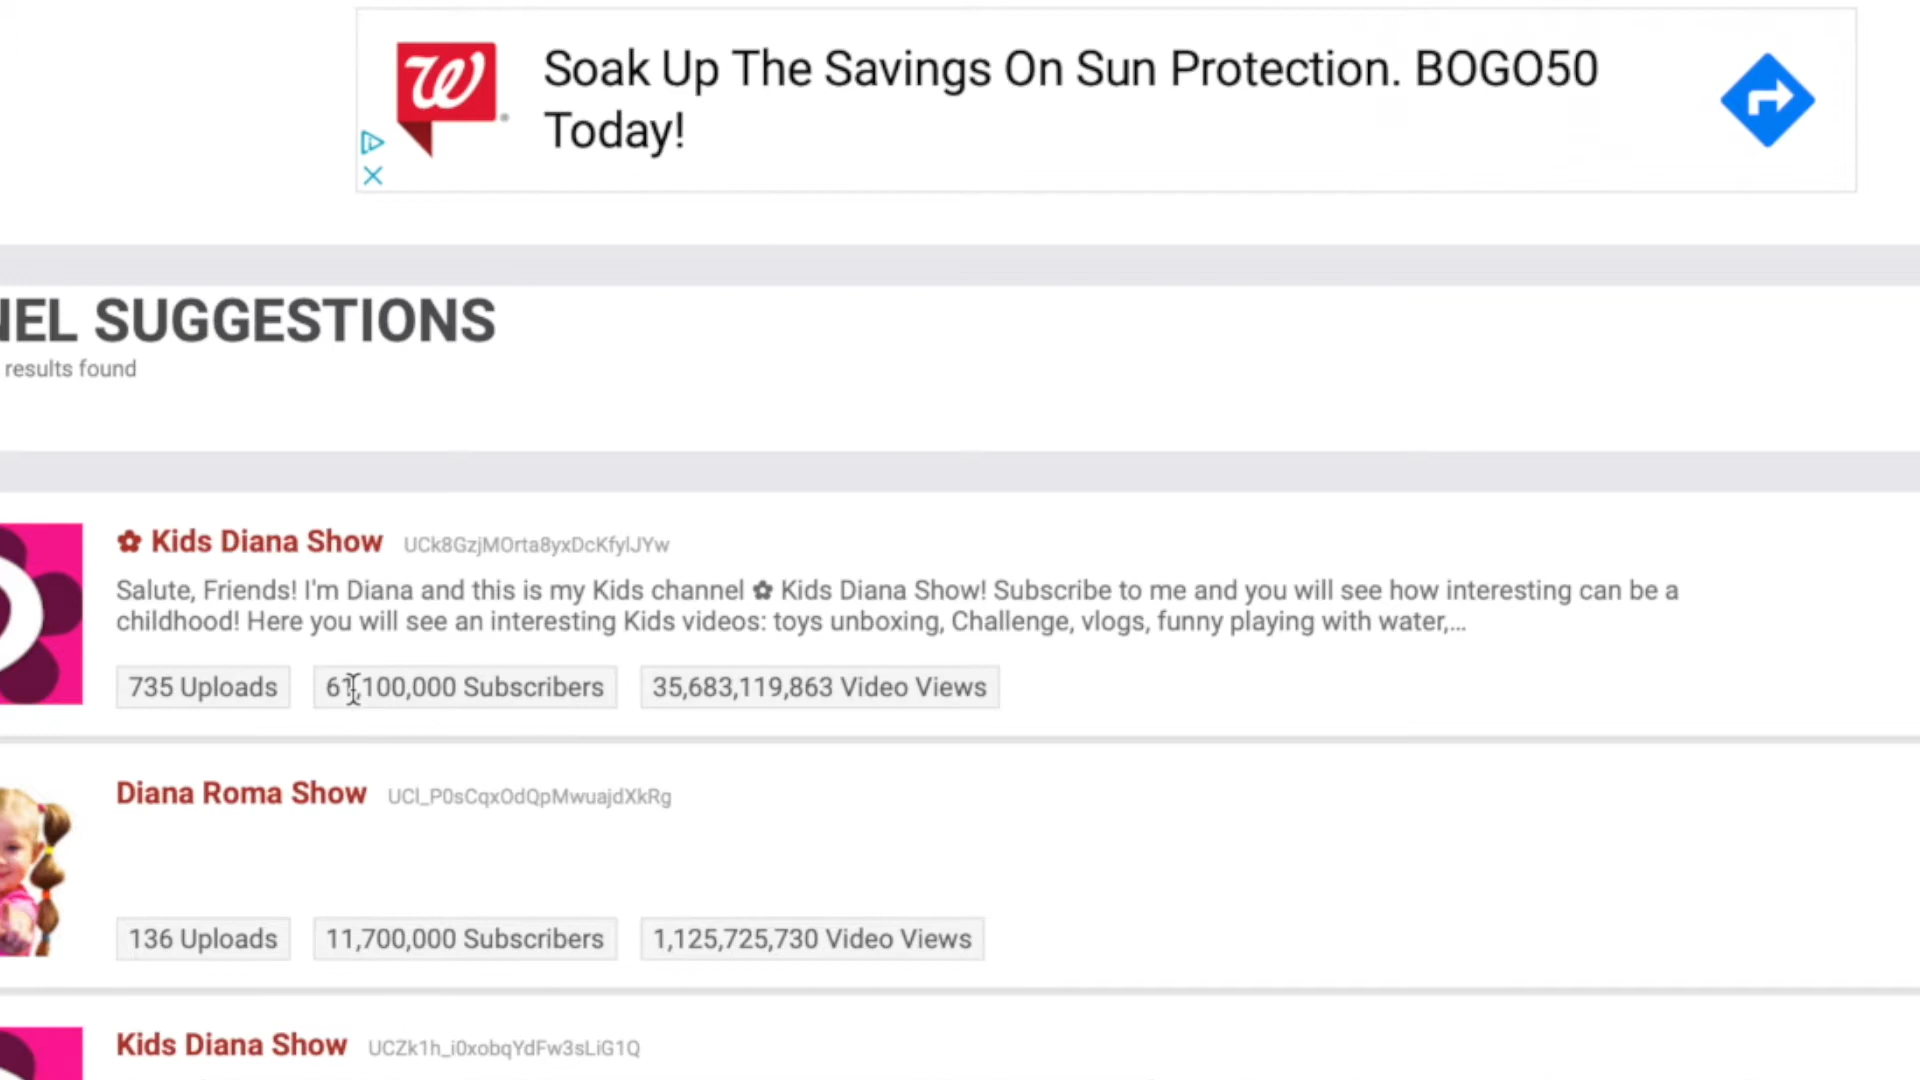 Soak Up The Savings On Sun Protection. BOGO50
Today!
NEL SUGGESTIONS
results found
✿ Kids Diana Show UCk8GzjMOrta8yxDcKfylJYw
Salute, Friends! I'm Diana and this is my Kids channel ✿ Kids Diana Show! Subscribe to me and you will see how interesting can be a
childhood! Here you will see an interesting Kids videos: toys unboxing, Challenge, vlogs, funny playing with water,...
735 Uploads
Subscribers
35,683,119,863 Video Views
Diana Roma Show UCl_P0sCqxOdQpMwuajdXkRg
136 Uploads
11,700,000 Subscribers
1,125,725,730 Video Views
Kids Diana Show UCZk1h_i0xobqYdFw3sLiG1Q